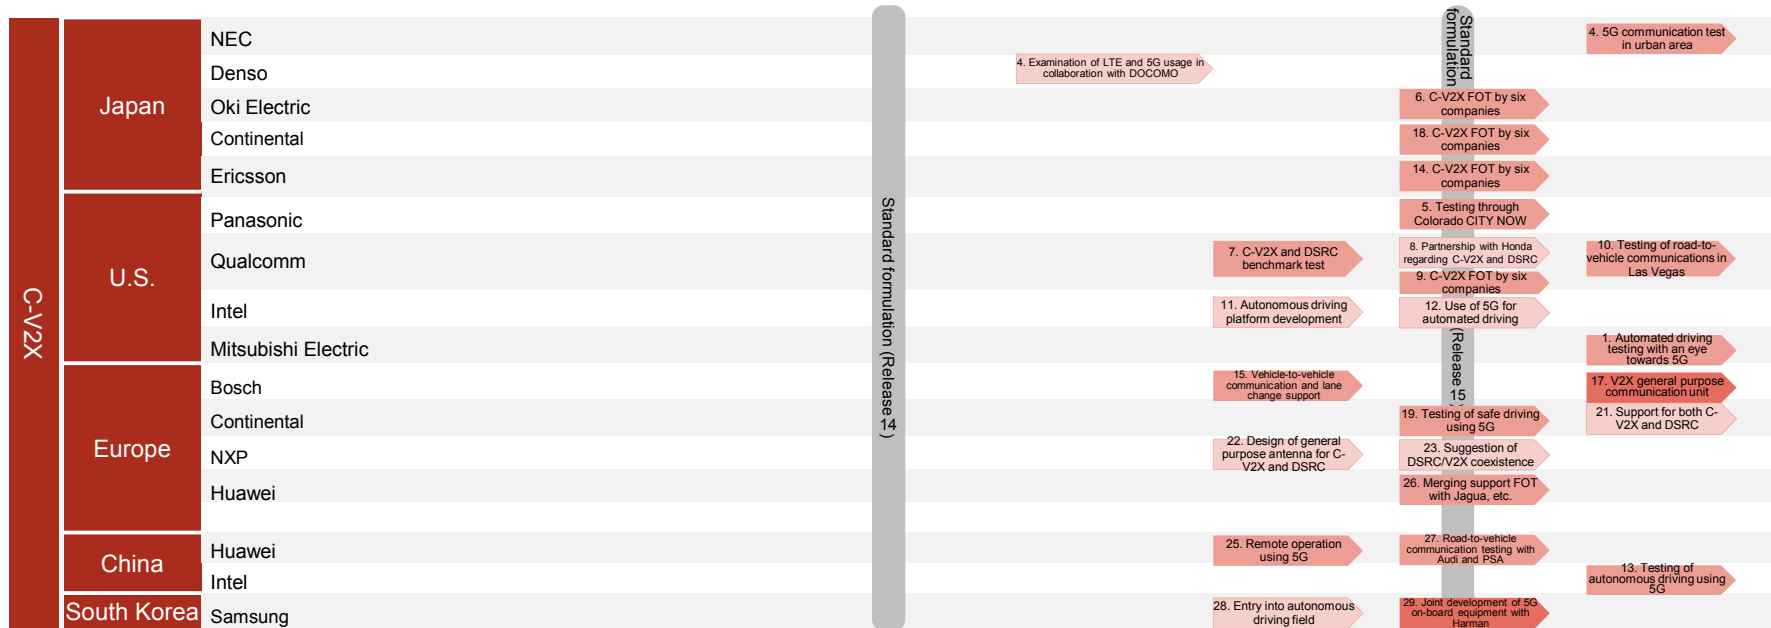 C-V2X
Japan
NEC
4. 5G communication test
in urban area
Denso
4. Examination of LTE and 5G usage in
collaboration with DOCOMO
Oki Electric
6. C-V2X FOT by six
companies
Continental
18. C-V2X FOT by six
companies
Ericsson
14. C-V2X FOT by six
companies
U.S.
Panasonic
5. Testing through
Colorado CITY NOW
Qualcomm
7. C-V2X and DSRC
benchmark test
8. Partnership with Honda
regarding C-V2X and DSRC
9. C-V2X FOT by six
companies
10. Testing of road-to-
vehicle communications in
Las Vegas
Intel
11. Autonomous driving
platform development
12. Use of 5G for
automated driving
Mitsubishi Electric
1. Automated driving
testing with an eye
towards 5G
Europe
Bosch
15. Vehicle-to-vehicle
communication and lane
change support
17. V2X general purpose
communication unit
Continental
19. Testing of safe driving
using 5G
21. Support for both C-
V2X and DSRC
NXP
22. Design of general
purpose antenna for C-
V2X and DSRC
23. Suggestion of
DSRC/V2X coexistence
Huawei
26. Merging support FOT
with Jagua, etc.
China
Huawei
25. Remote operation
using 5G
27. Road-to-vehicle
communication testing with
Audi and PSA
Intel
13. Testing of
autonomous driving using
5G
South Korea
Samsung
28. Entry into autonomous
driving field
29. Joint development of 5G
on-board equipment with
Harman
Standard formulation (Release 14)
Standard
formulation
(Release 15)